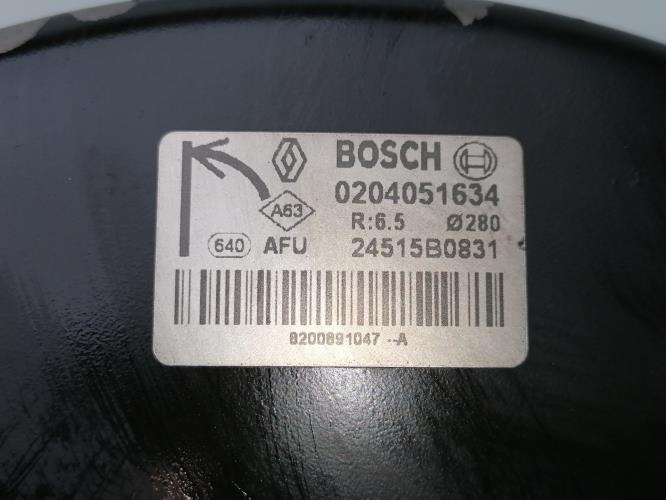 BOSCH
0204051634
A63
R:6.5 Ø280
640 AFU 24515B0831
8200891047 --A